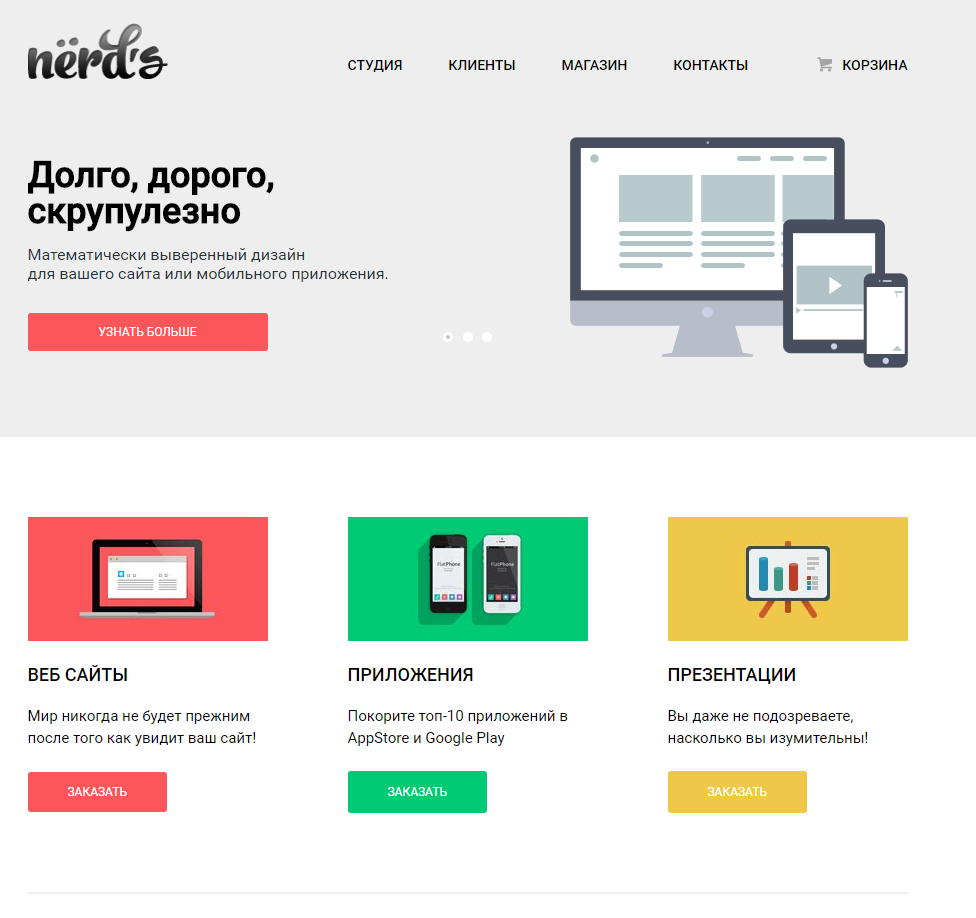 nërd's
СТУДИЯ КЛИЕНТЫ МАГАЗИН КОНТАКТЫ КОРЗИНА
Долго, дорого,
скрупулезно
Математически выверенный дизайн
для вашего сайта или мобильного приложения.
УЗНАТЬ БОЛЬШЕ
FlatPhone FlatPhone
ВЕБ САЙТЫ
Мир никогда не будет прежним
после того как увидит ваш сайт!
ЗАКАЗАТЬ
ПРИЛОЖЕНИЯ
Покорите топ-10 приложений в
AppStore и Google Play
ЗАКАЗАТЬ
ПРЕЗЕНТАЦИИ
Вы даже не подозреваете,
насколько вы изумительны!
ЗАКАЗАТЬ